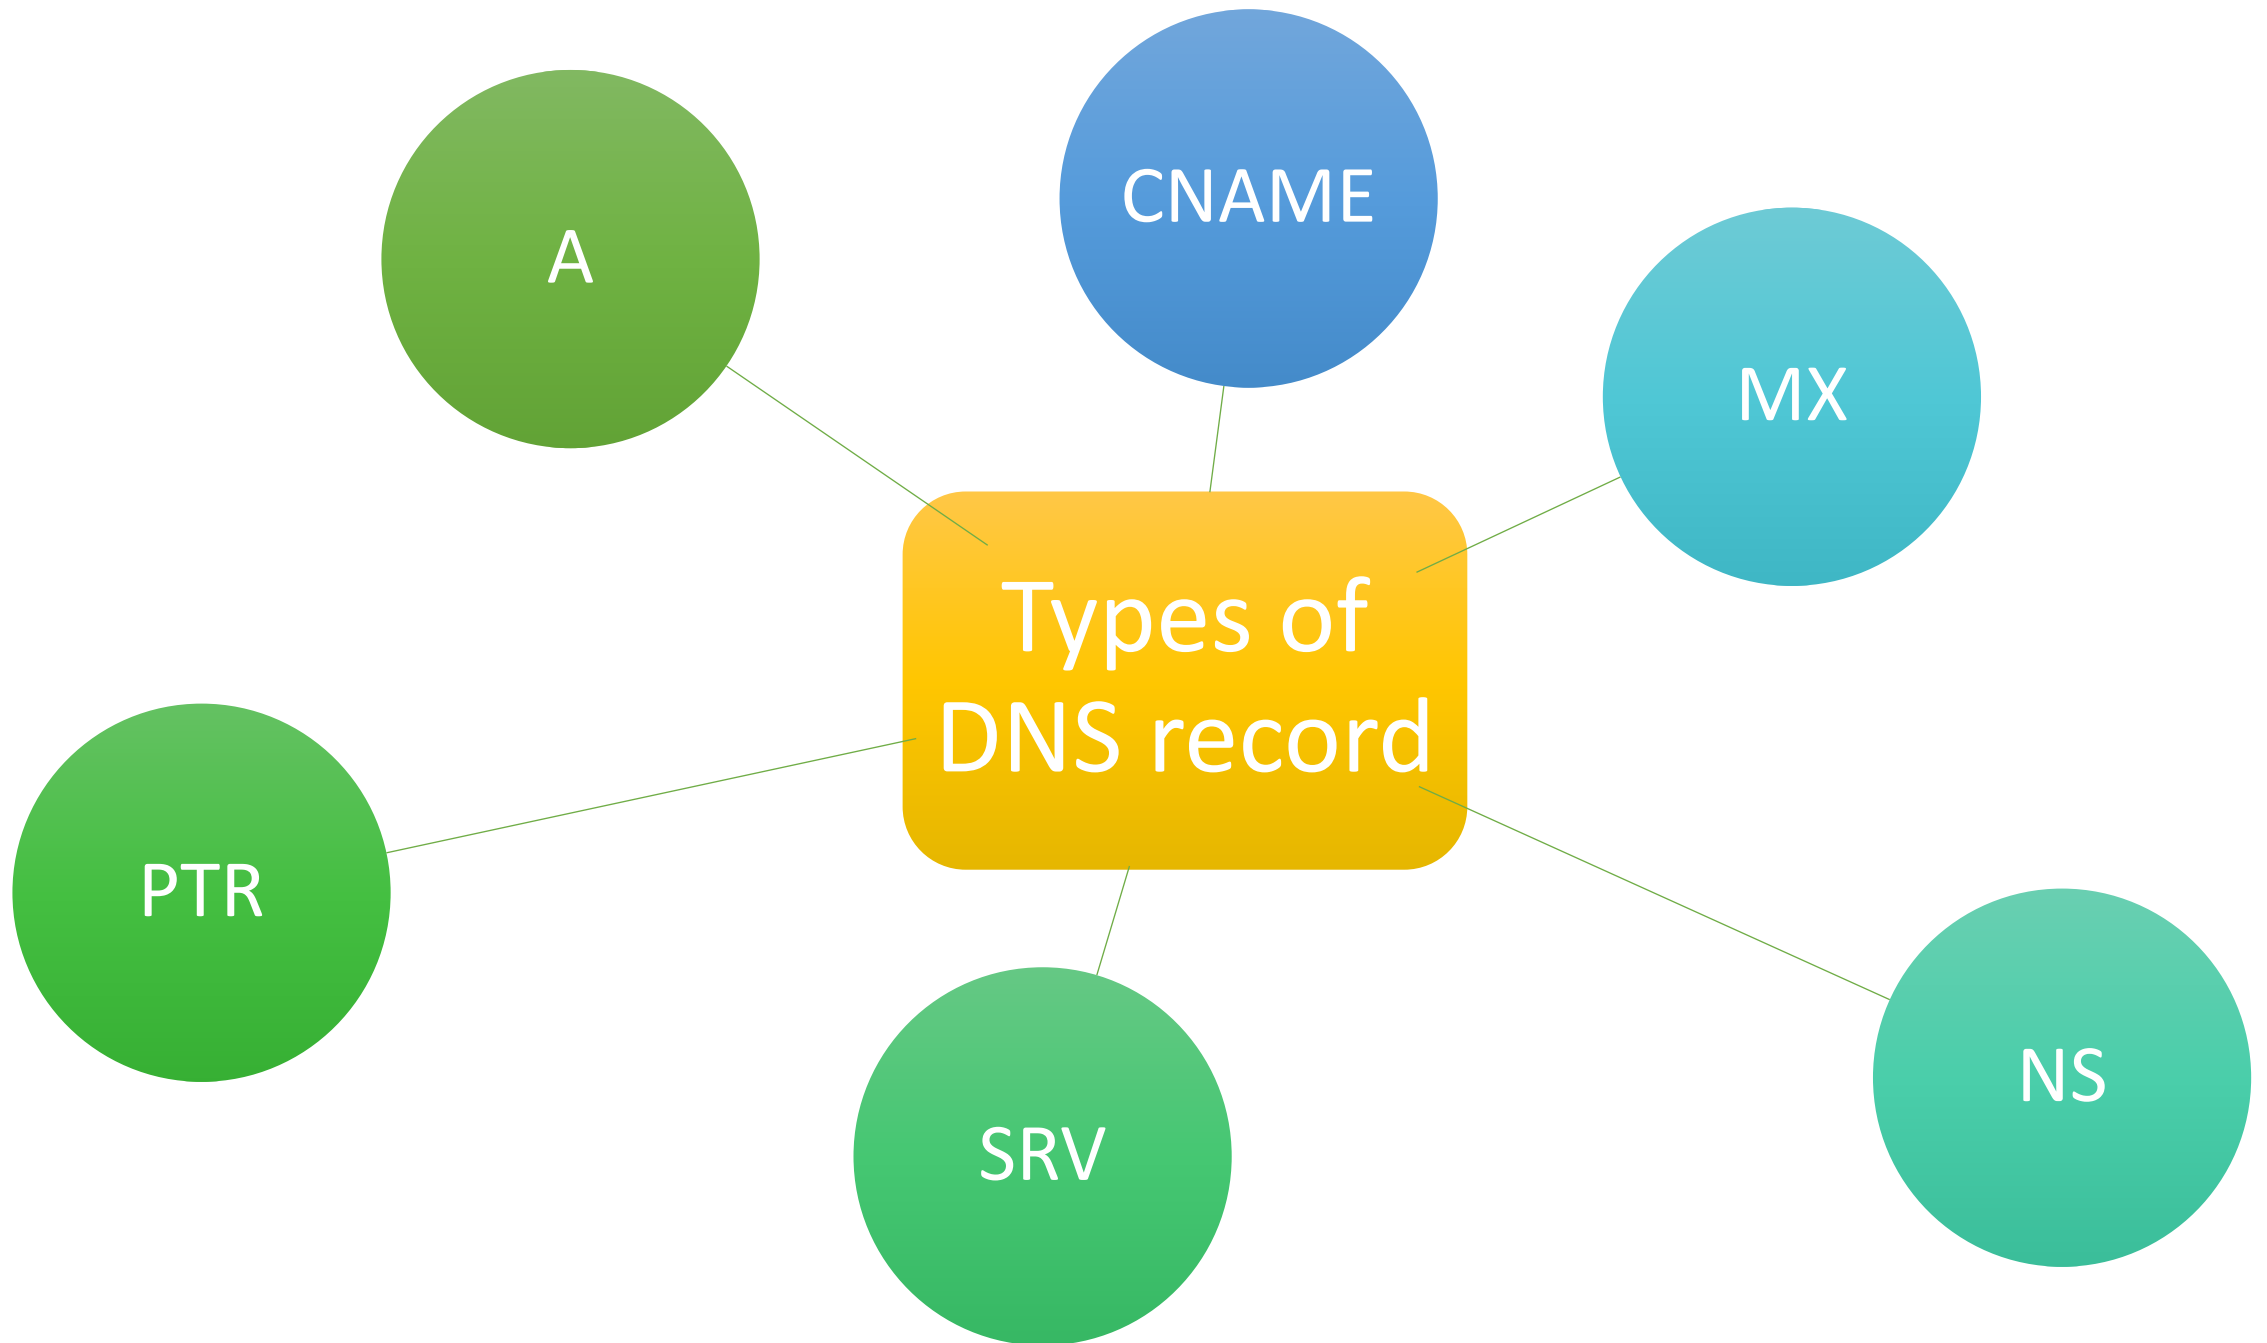 CNAME
A
MX
Types of
DNS record
PTR
NS
SRV